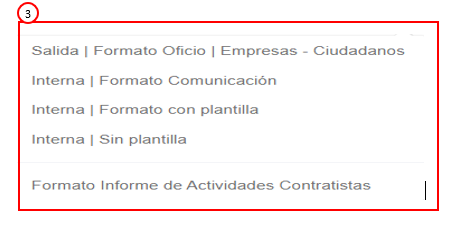 3
Salida | Formato Oficio | Empresas - Ciudadanos
Interna | Formato Comunicación
Interna | Formato con plantilla
Interna | Sin plantilla
Formato Informe de Actividades Contratistas